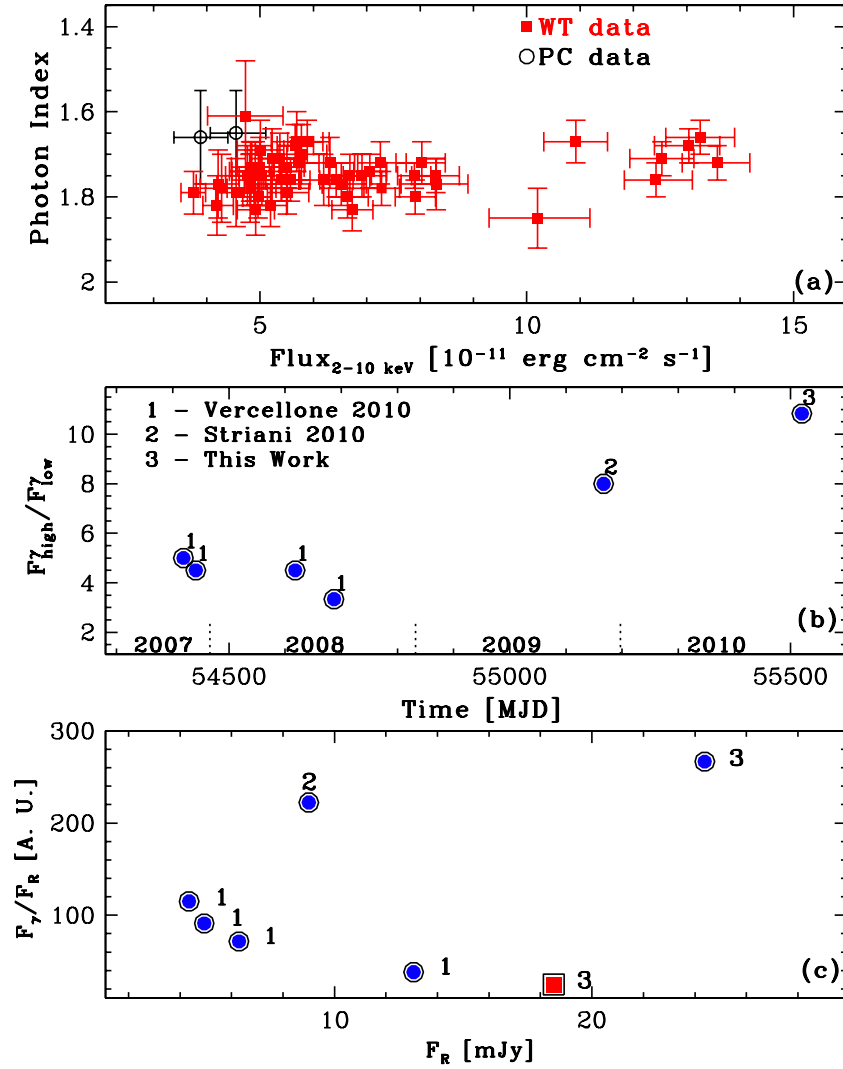 1.4
1.6
1.8
2
Photon Index
WT data
PC data
(a)
5
10
15
Flux2−10 keV [10−11 erg cm−2 s−1]
10
8
6
4
2
Fγhigh/Fγlow
1 − Vercellone 2010
2 − Striani 2010
3 − This Work
1
1
1
1
2
3
(b)
2007
2008
2009
2010
54500
55000
55500
Time [MJD]
300
200
100
Fγ/FR [A. U.]
1
1
1
2
1
3
3
(c)
10
20
FR [mJy]